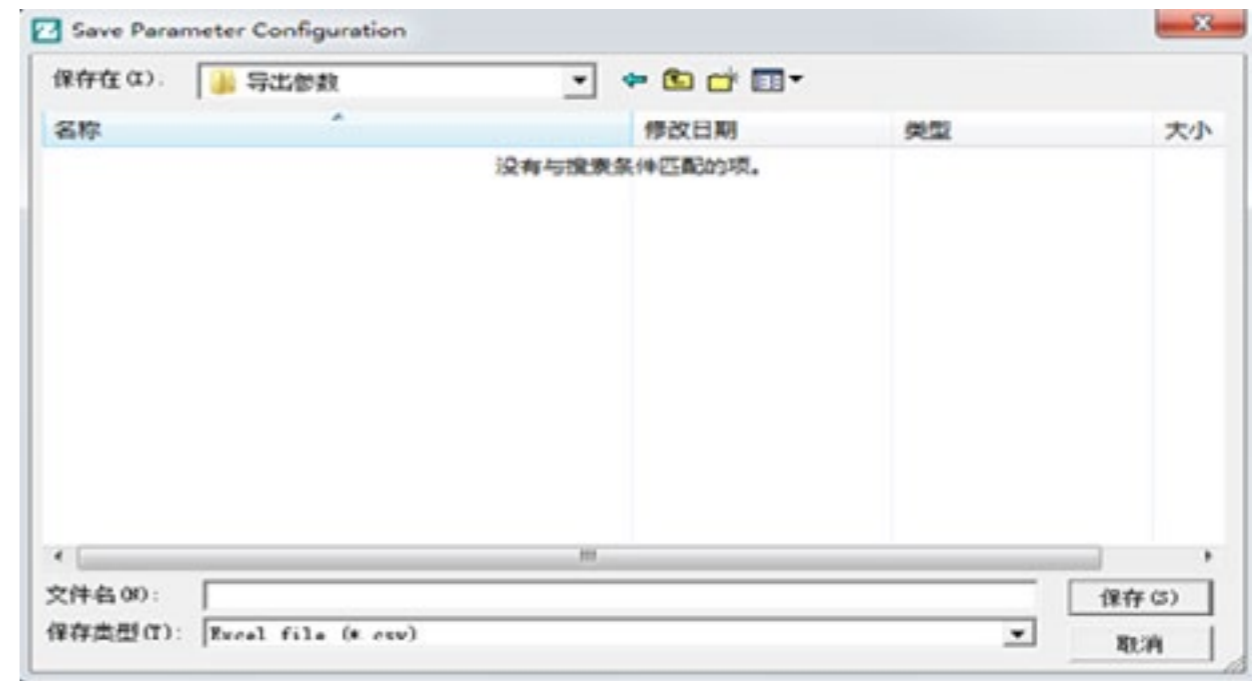 Save Parameter Configuration
保存在(I):
导出参数
名称 修改日期 类型 大小
没有与搜索条件匹配的项。
文件名(N):
保存(S)
保存类型(T): Excel file (*.csv)
取消